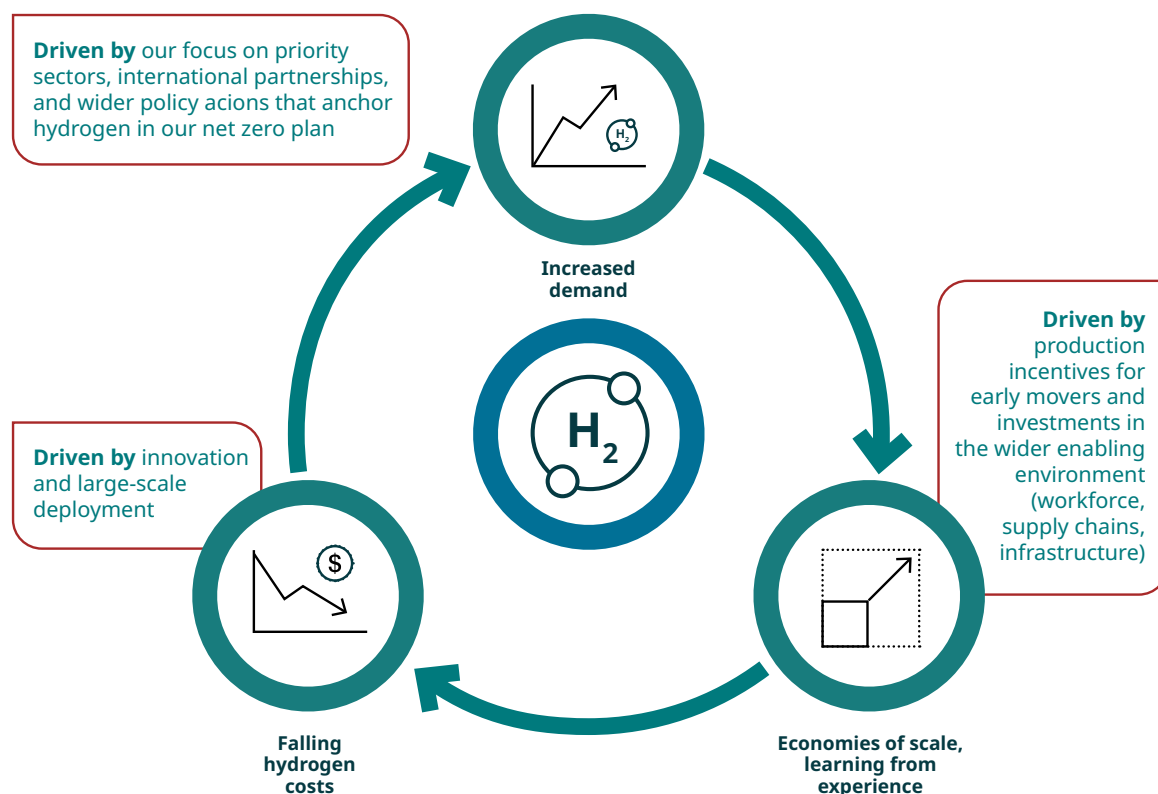 Driven by our focus on priority
sectors, international partnerships,
and wider policy acions that anchor
hydrogen in our net zero plan
H2
Increased
demand
Driven by
production
incentives for
early movers and
investments in
the wider enabling
environment
(workforce,
supply chains,
infrastructure)
H2
Driven by innovation
and large-scale
deployment
$
Falling
hydrogen
costs
Economies of scale,
learning from
experience